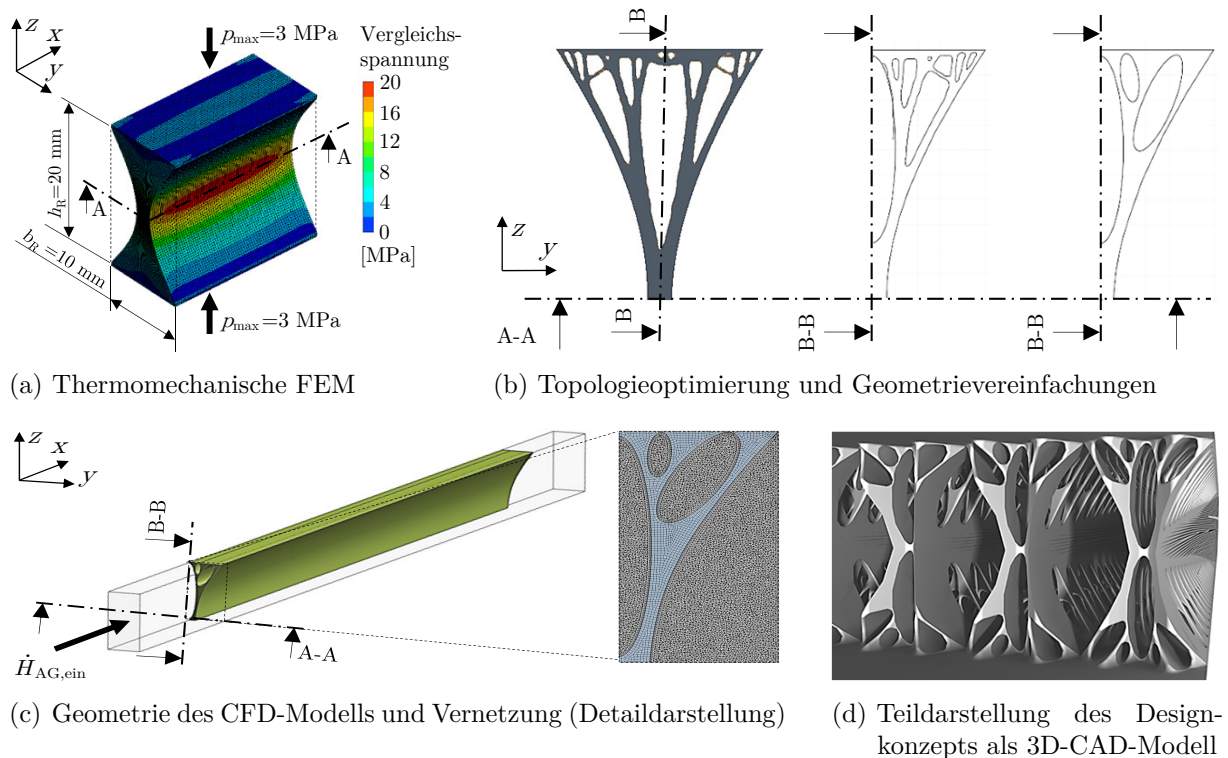 z
x
y
p_max=3 MPa
Vergleichs-
spannung
20
16
12
8
4
0
[MPa]
A
A
h_R=20 mm
b_R=10 mm
p_max=3 MPa
(a) Thermomechanische FEM
B
z
y
B
A-A
B-B
B-B
(b) Topologieoptimierung und Geometrievereinfachungen
z
x
y
B-B
A-A
Ḣ_AG,ein
(c) Geometrie des CFD-Modells und Vernetzung (Detaildarstellung)
(d) Teildarstellung des Design-
konzepts als 3D-CAD-Modell